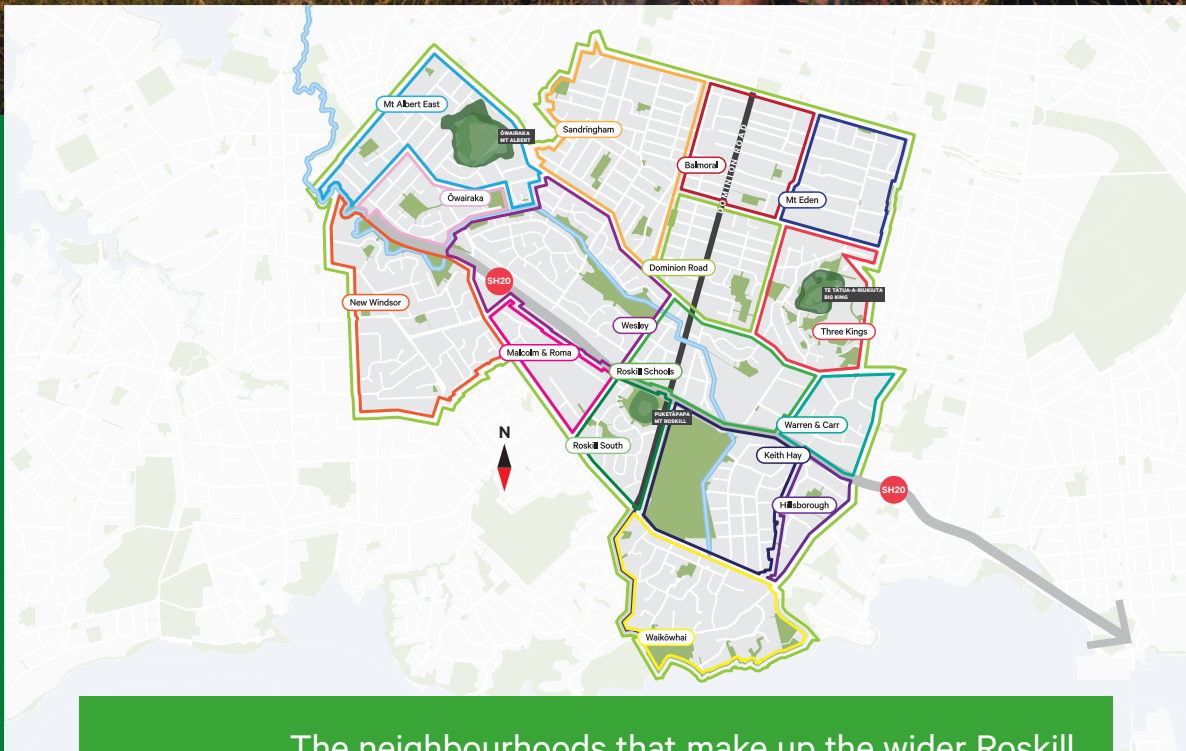 Mt Albert East
ŌWAIRAKA
MT ALBERT
Sandringham
DOMINION ROAD
Balmoral
Mt Eden
Ōwairaka
Dominion Road
SH20
New Windsor
TE TĀTUA-A-RIUKIUTA
BIG KING
Wesley
Three Kings
Malcolm & Roma
Roskill Schools
PUKETĀPAPA
MT ROSKILL
Warren & Carr
N
Roskill South
Keith Hay
SH20
Hillsborough
Waikōwhai
The neighbourhoods that make up the wider Roskill